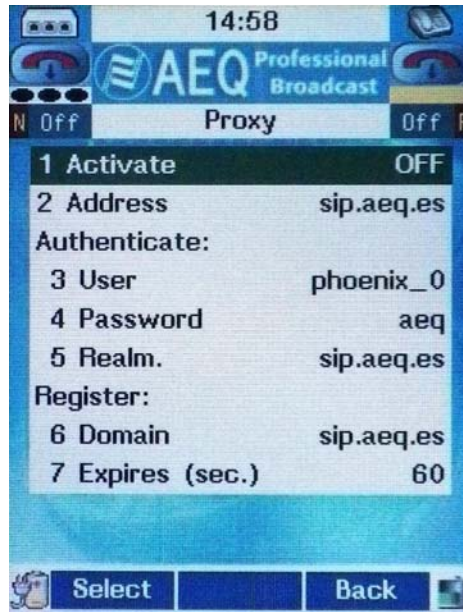 14:58
AEQ Professional Broadcast
N Off Proxy Off
1 Activate OFF
2 Address sip.aeq.es
Authenticate:
3 User phoenix_0
4 Password aeq
5 Realm. sip.aeq.es
Register:
6 Domain sip.aeq.es
7 Expires (sec.) 60
Select Back